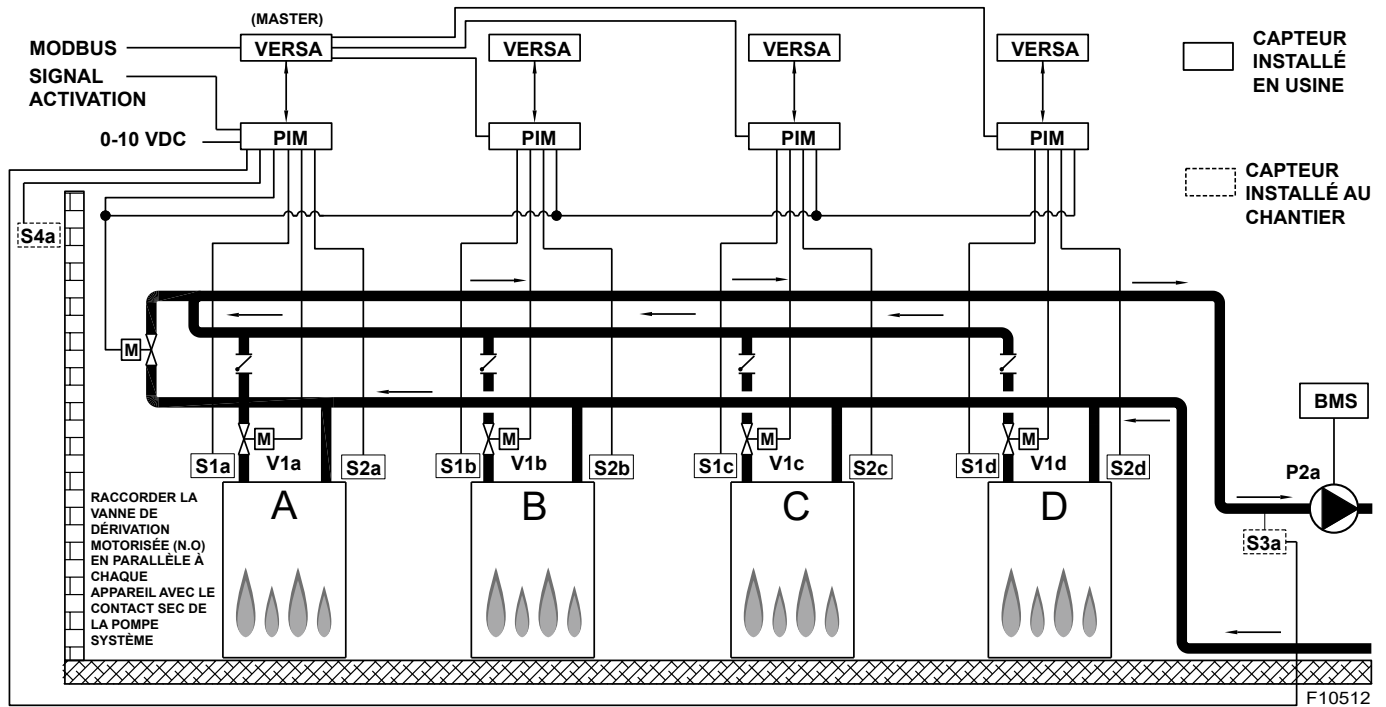 (MASTER)
MODBUS
VERSA
VERSA
VERSA
VERSA
CAPTEUR
INSTALLÉ
EN USINE
SIGNAL
ACTIVATION
0-10 VDC
PIM
PIM
PIM
PIM
CAPTEUR
INSTALLÉ AU
CHANTIER
S4a
M
BMS
S1a
M
V1a
S2a
S1b
M
V1b
S2b
S1c
M
V1c
S2c
S1d
M
V1d
S2d
P2a
RACCORDER LA
VANNE DE
DÉRIVATION
MOTORISÉE (N.O)
EN PARALLÈLE À
CHAQUE
APPAREIL AVEC LE
CONTACT SEC DE
LA POMPE
SYSTÈME
A
B
C
D
S3a
F10512